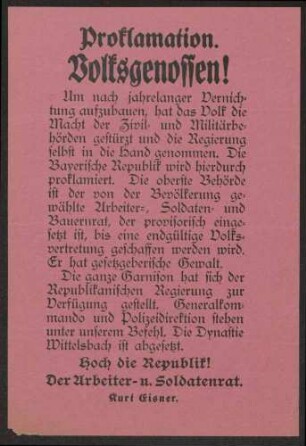 Proklamation.
Volksgenossen!
Um nach jahrelanger Vernich-
tung aufzubauen, hat das Volk die
Macht der Zivil- und Militärbe-
hörden gestürzt und die Regierung
selbst in die Hand genommen. Die
Bayerische Republik wird hierdurch
proklamiert. Die oberste Behörde
ist der von der Bevölkerung ge-
wählte Arbeiter-, Soldaten- und
Bauernrat, der provisorisch einge-
setzt ist, bis eine endgültige Volks-
vertretung geschaffen werden wird.
Er hat gesetzgeberische Gewalt.
Die ganze Garnison hat sich der
Republikanischen Regierung zur
Verfügung gestellt. Generalkom-
mando und Polizeidirektion stehen
unter unserem Befehl. Die Dynastie
Wittelsbach ist abgesetzt.
Hoch die Republik!
Der Arbeiter- u. Soldatenrat.
Kurt Eisner.